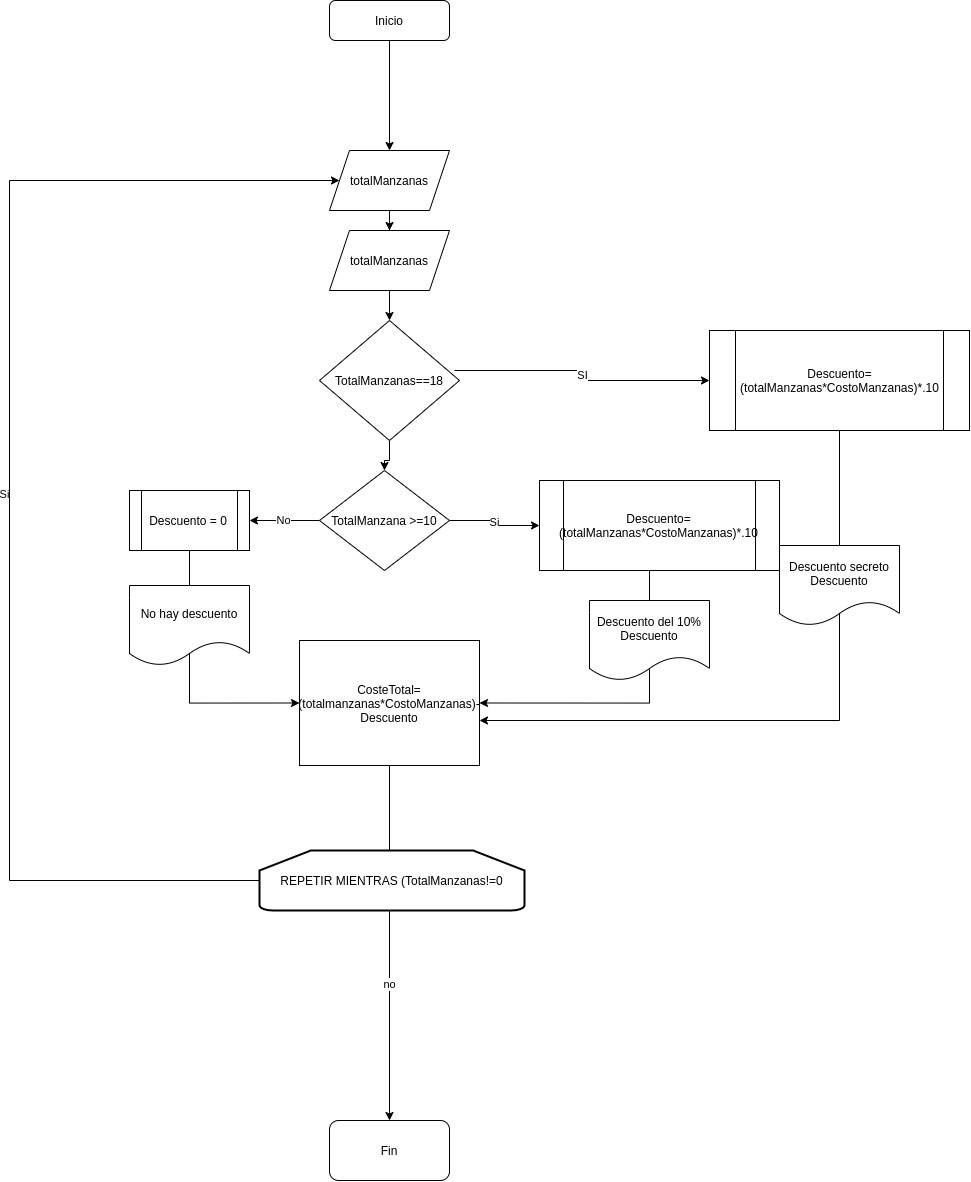 Inicio
totalManzanas
totalManzanas
TotalManzanas==18
SI
Descuento=
(totalManzanas*CostoManzanas)*.10
Si
Descuento = 0
No
TotalManzana >=10
Si
Descuento=
(totalManzanas*CostoManzanas)*.10
Descuento secreto
Descuento
No hay descuento
Descuento del 10%
Descuento
CosteTotal=
(totalmanzanas*CostoManzanas)-
Descuento
REPETIR MIENTRAS (TotalManzanas!=0
no
Fin